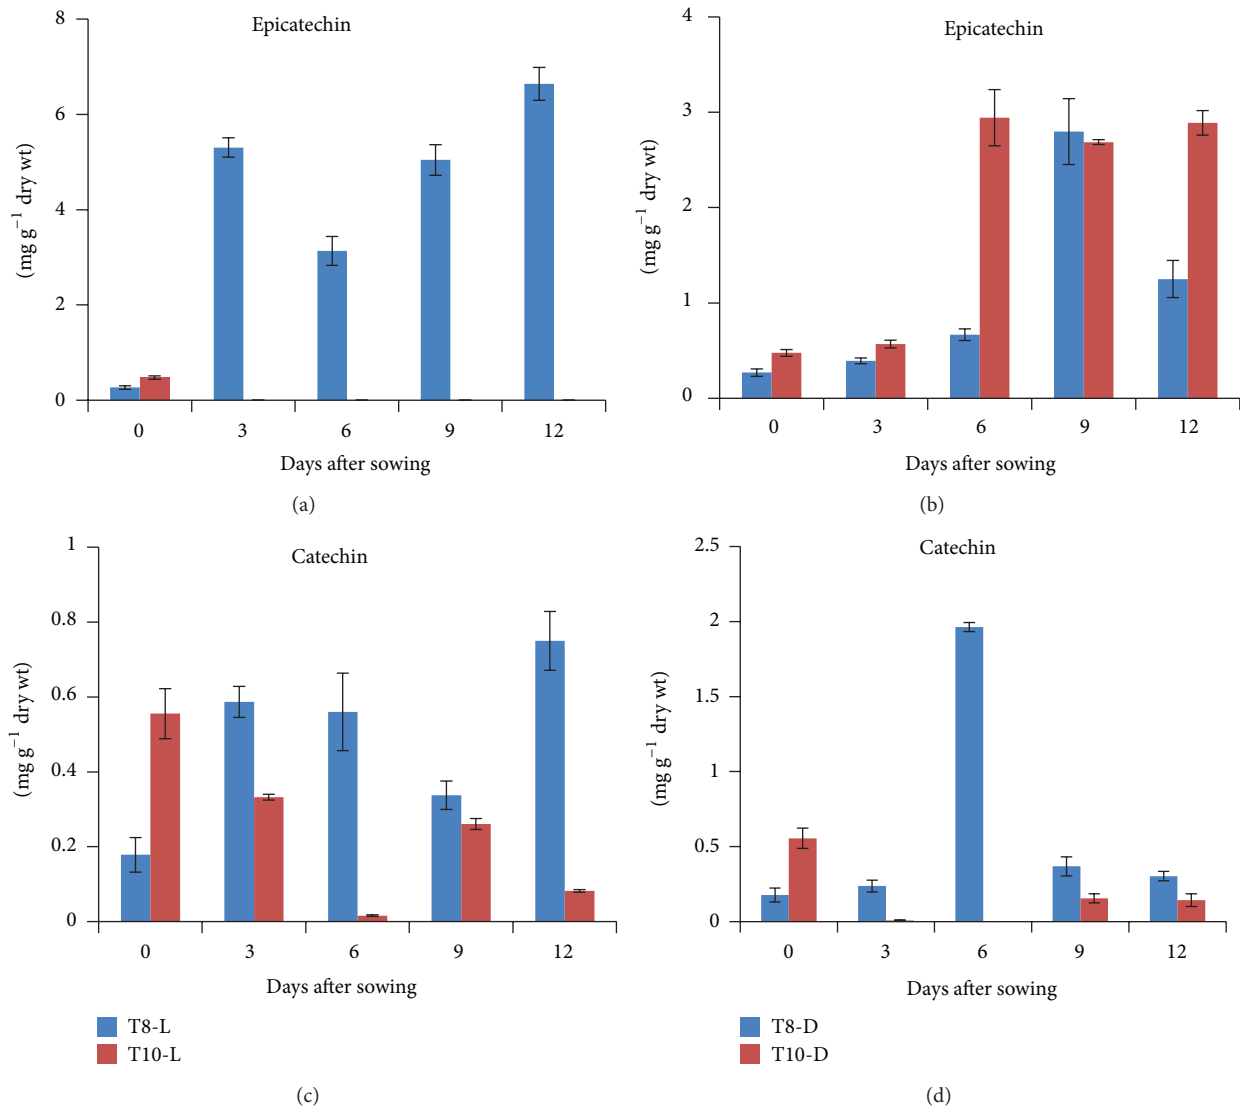 Epicatechin
(mg g−1 dry wt)
8
6
4
2
0
0 3 6 9 12
Days after sowing
(a)
Epicatechin
(mg g−1 dry wt)
4
3
2
1
0
0 3 6 9 12
Days after sowing
(b)
Catechin
(mg g−1 dry wt)
1
0.8
0.6
0.4
0.2
0
0 3 6 9 12
Days after sowing
T8-L
T10-L
(c)
Catechin
(mg g−1 dry wt)
2.5
2
1.5
1
0.5
0
0 3 6 9 12
Days after sowing
T8-D
T10-D
(d)